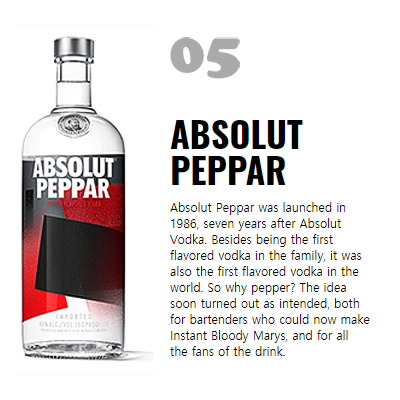 05
ABSOLUT
PEPPAR
ABSOLUT
PEPPAR
IMPORTED
Absolut Peppar was launched in
1986, seven years after Absolut
Vodka. Besides being the first
flavored vodka in the family, it was
also the first flavored vodka in the
world. So why pepper? The idea
soon turned out as intended, both
for bartenders who could now make
Instant Bloody Marys, and for all
the fans of the drink.